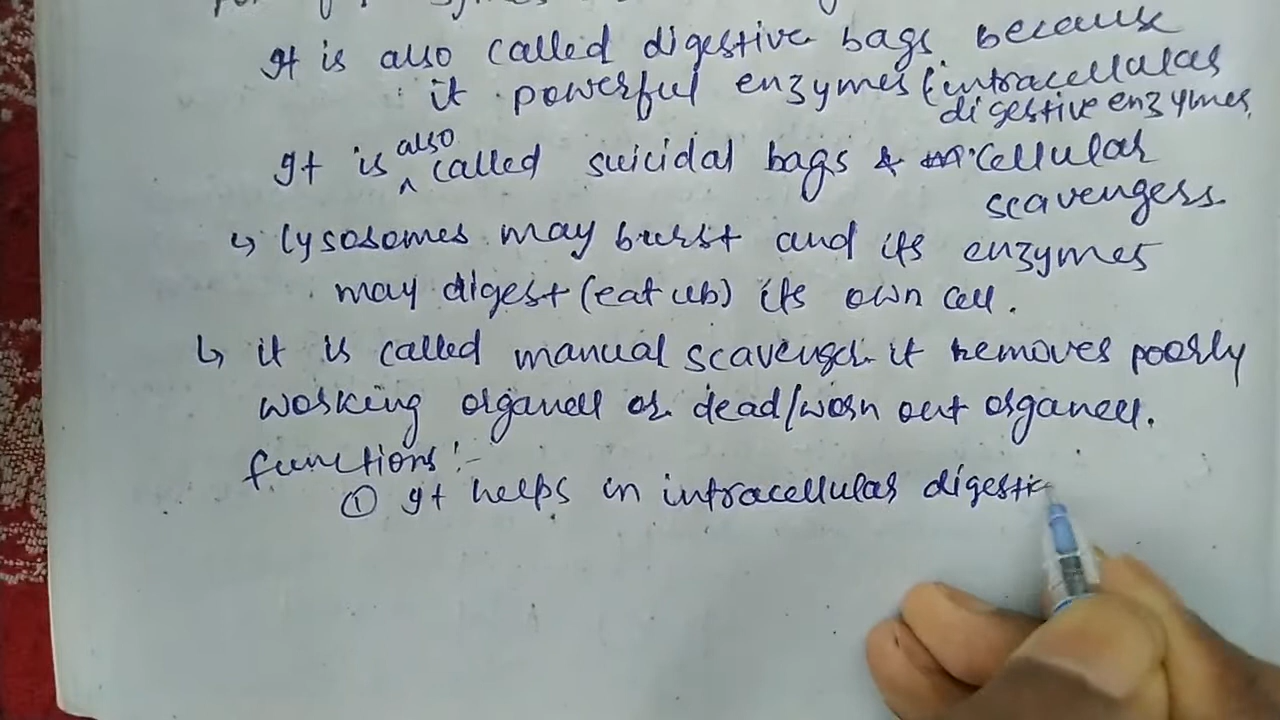 It is also called digestive bags because
it powerful enzymes (intracellular
digestive enzymes.
also
It is ^ called suicidal bags & cellular
scavengers
↳ lysosomes may burst and its enzymes
may digest (eat up) its own cell.
↳ it is called manual scavenger it removes poorly
working organell or dead/worn out organell.
functions :-
① It helps in intracellular digesti